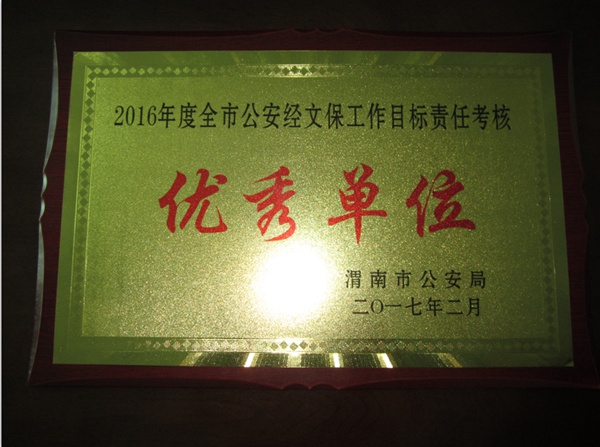 2016年度全市公安经文保工作目标责任考核
优秀单位
渭南市公安局
二〇一七年二月